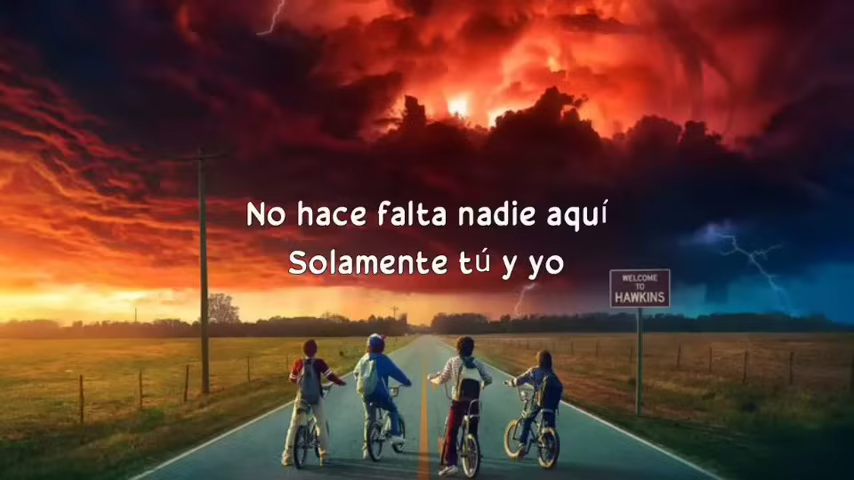 No hace falta nadie aquí
Solamente tú y yo
WELCOME
TO
HAWKINS